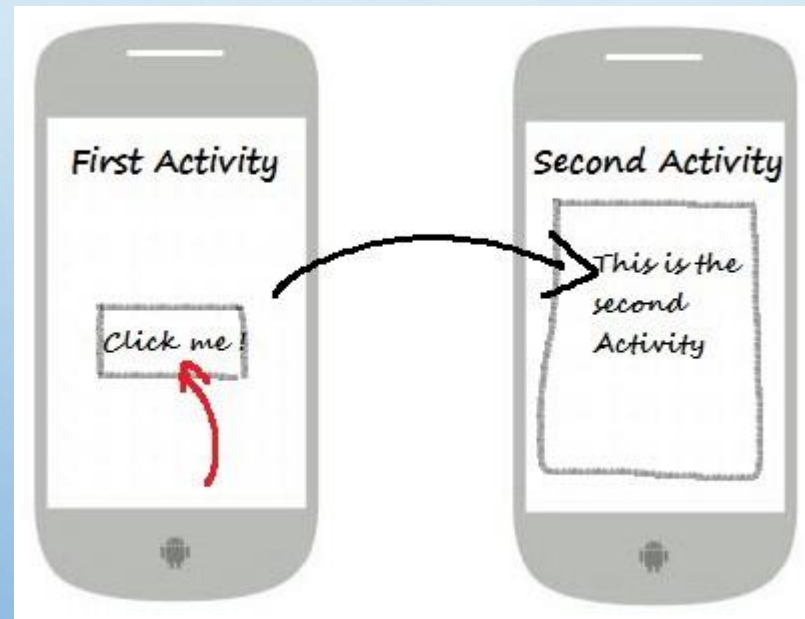 First Activity
Click me !
Second Activity
This is the
second
Activity